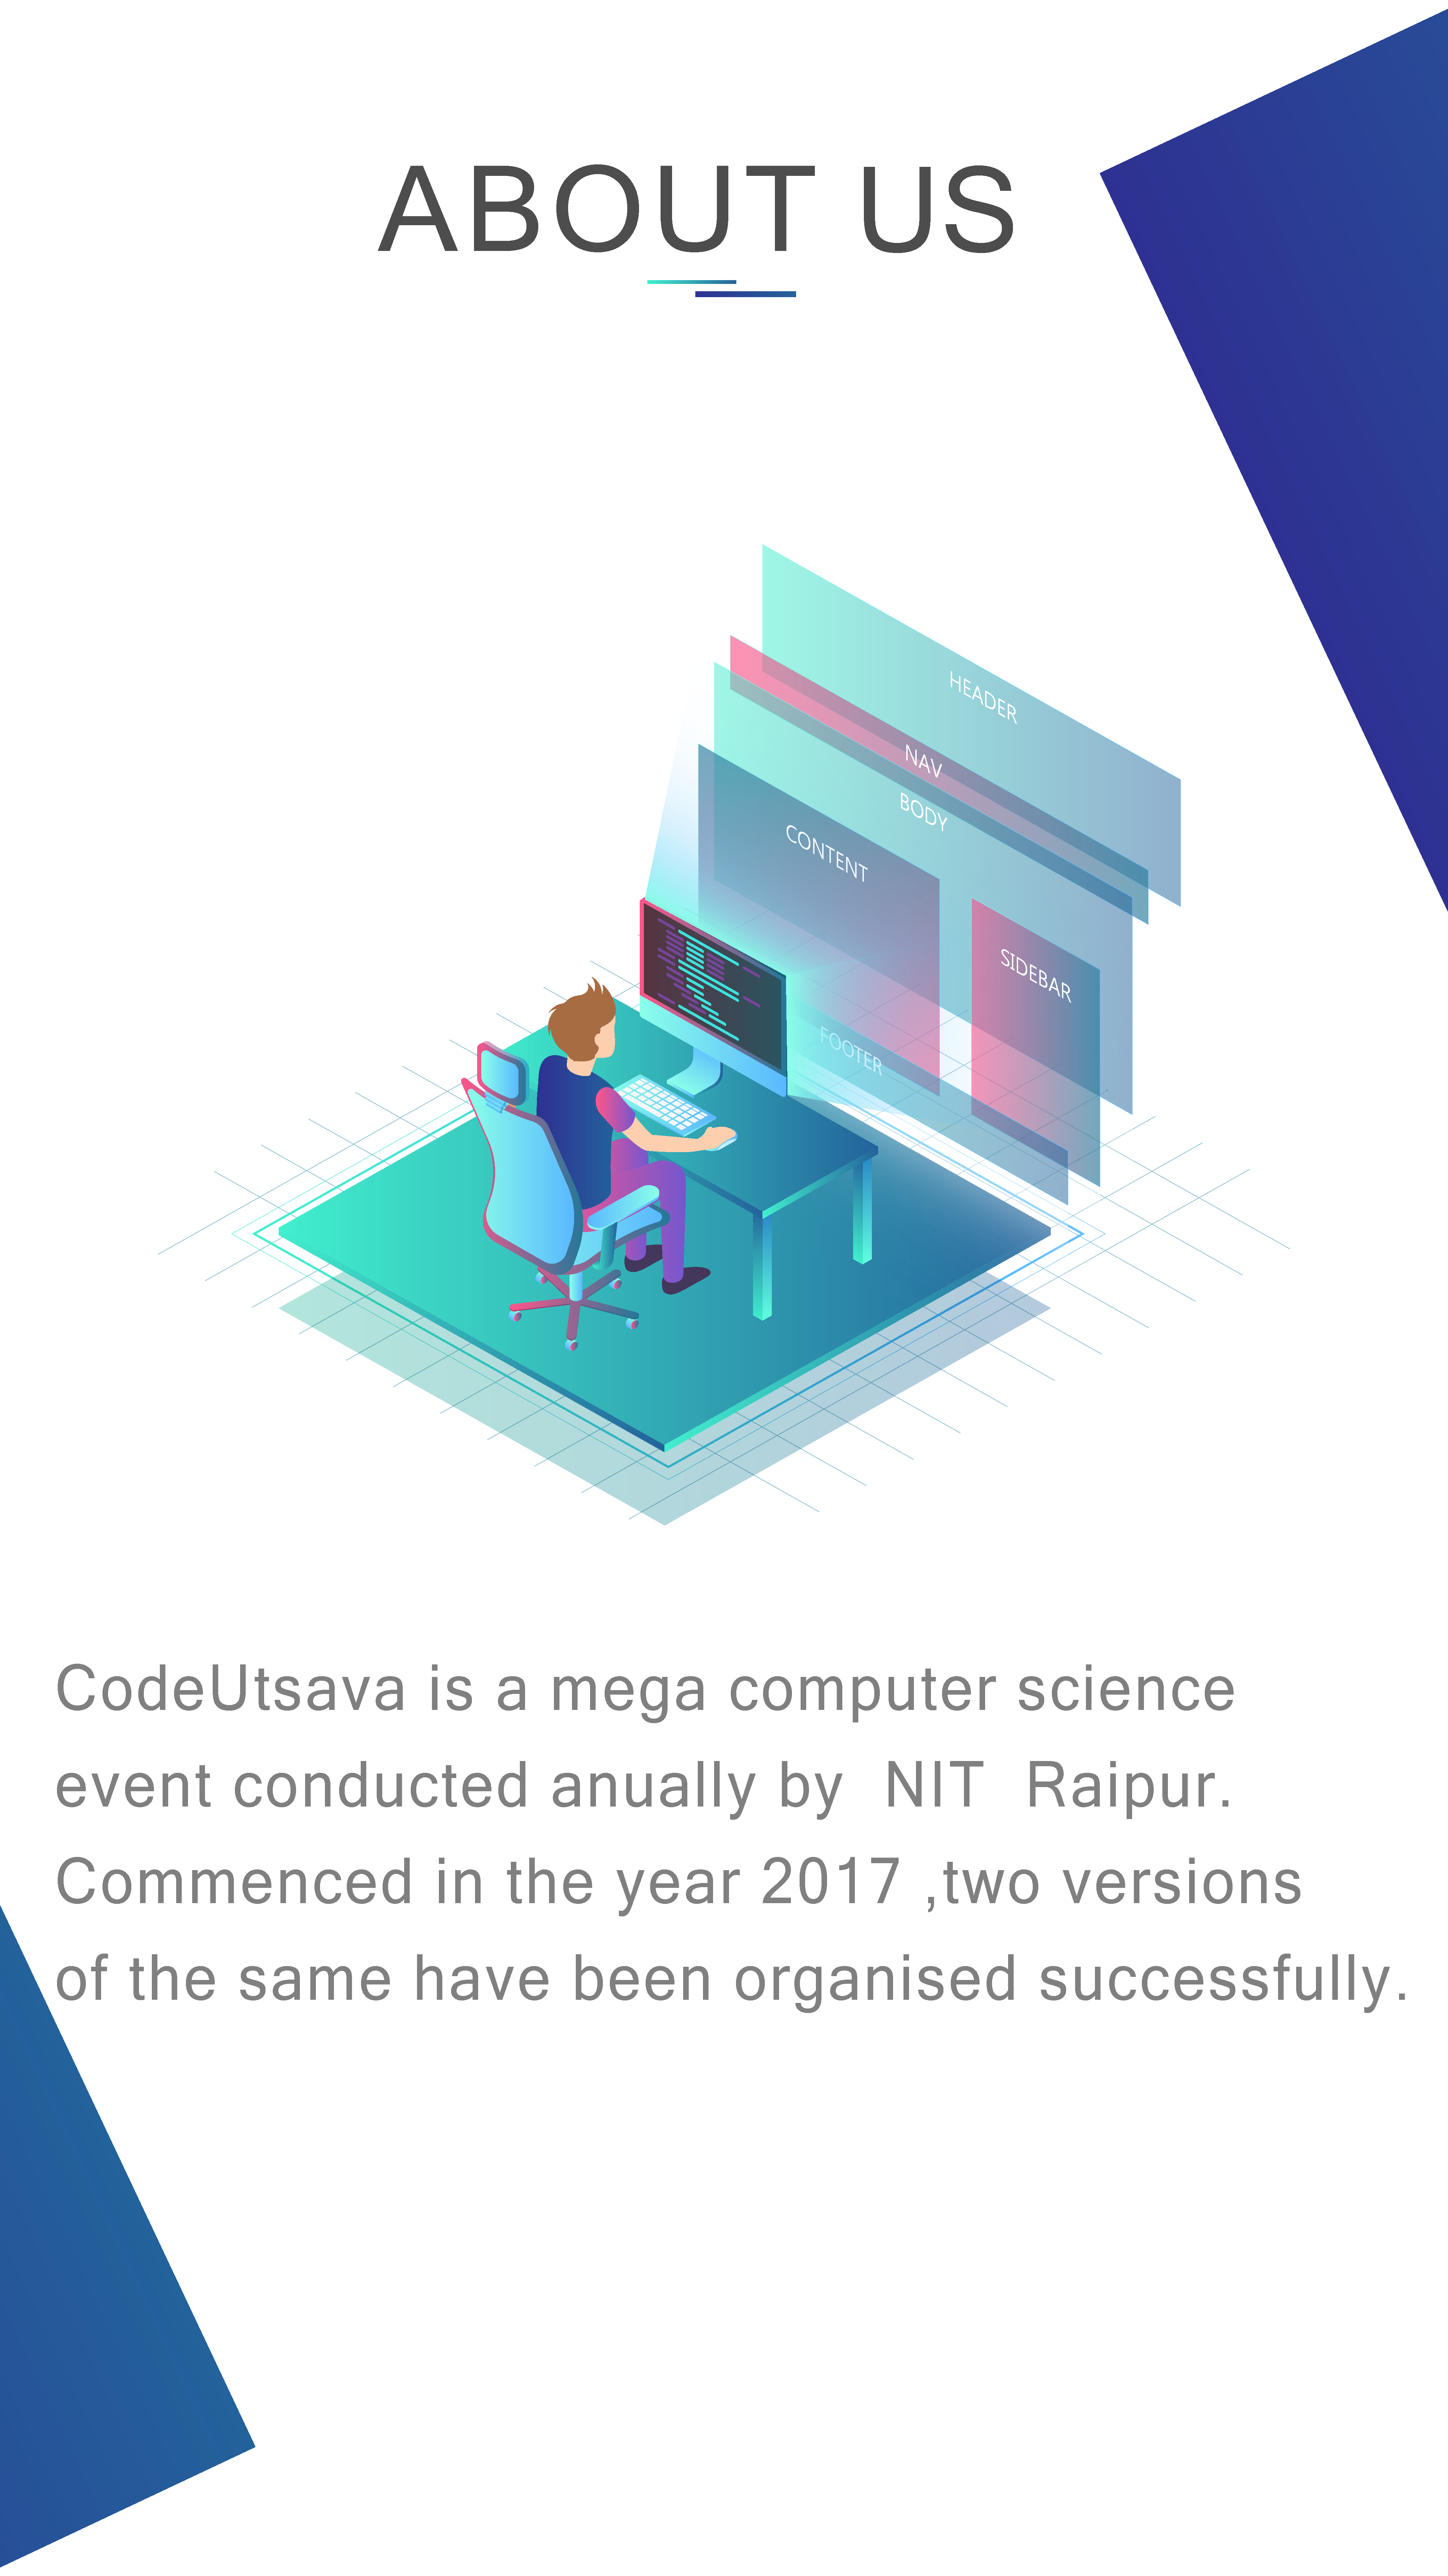 ABOUT US
HEADER
NAV
BODY
CONTENT
SIDEBAR
FOOTER
CodeUtsava is a mega computer science
event conducted anually by NIT Raipur.
Commenced in the year 2017 ,two versions
of the same have been organised successfully.